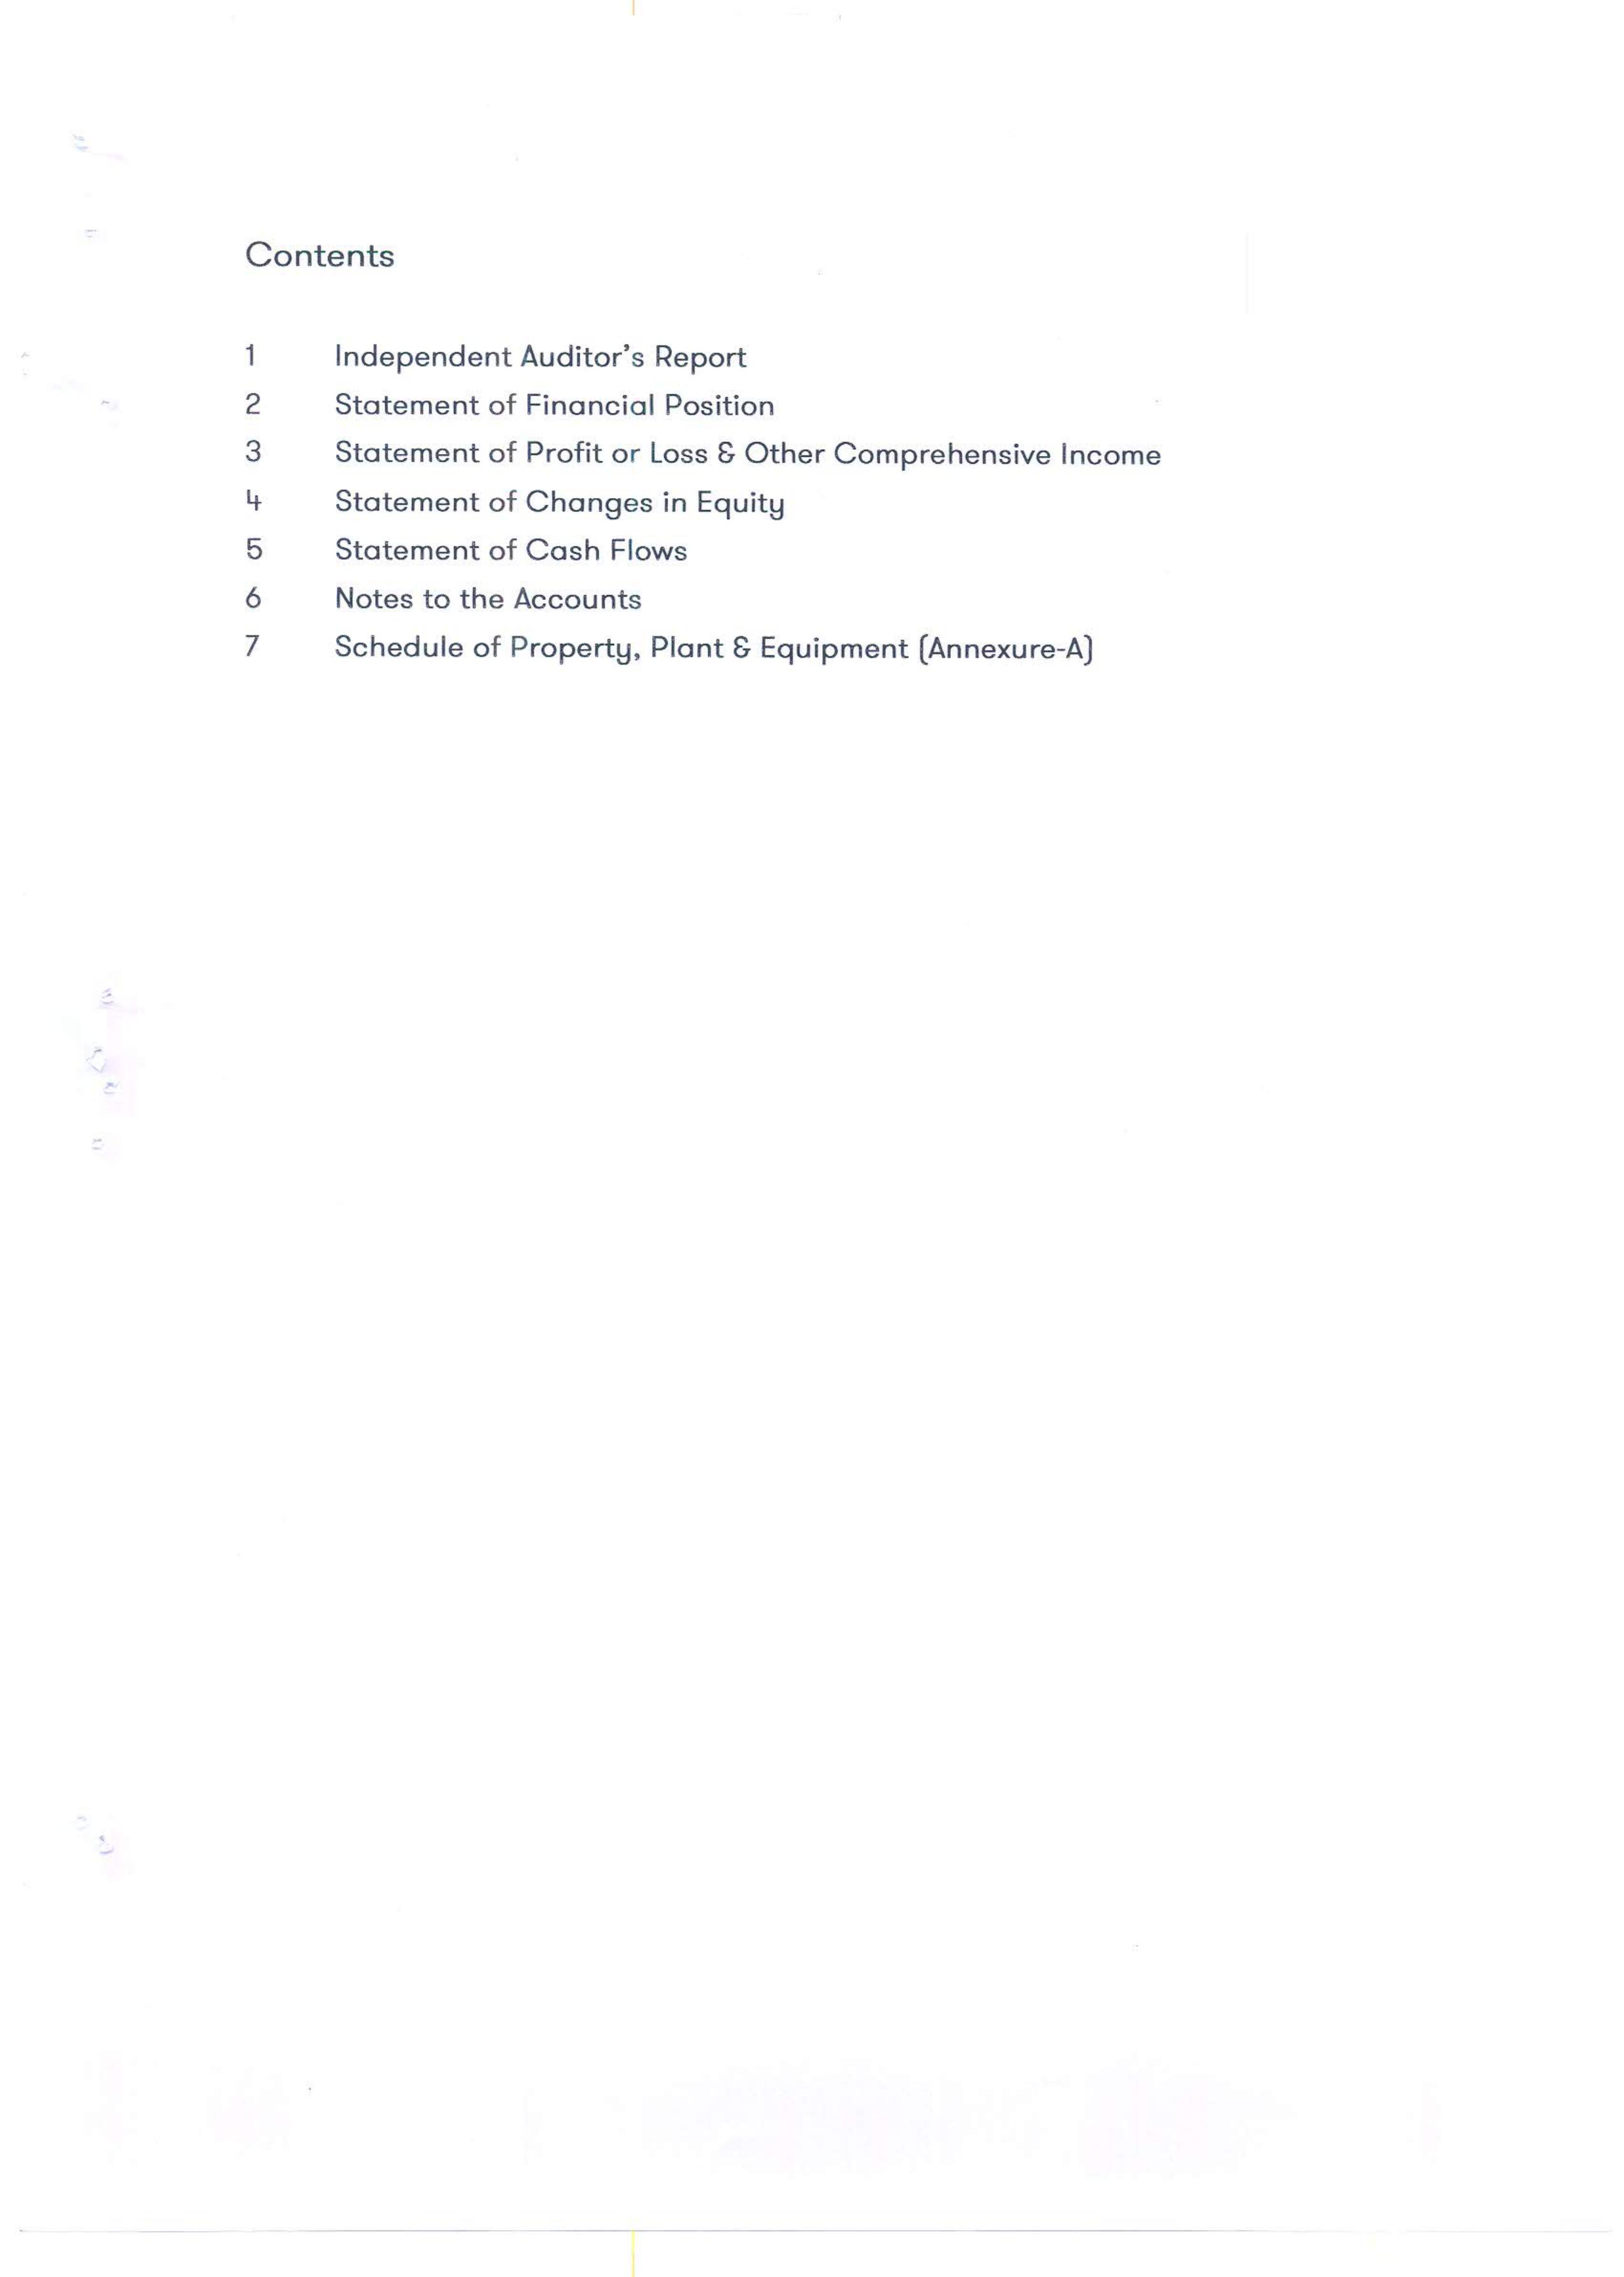 Contents
1 Independent Auditor's Report
2 Statement of Financial Position
3 Statement of Profit or Loss & Other Comprehensive Income
4 Statement of Changes in Equity
5 Statement of Cash Flows
6 Notes to the Accounts
7 Schedule of Property, Plant & Equipment (Annexure-A)